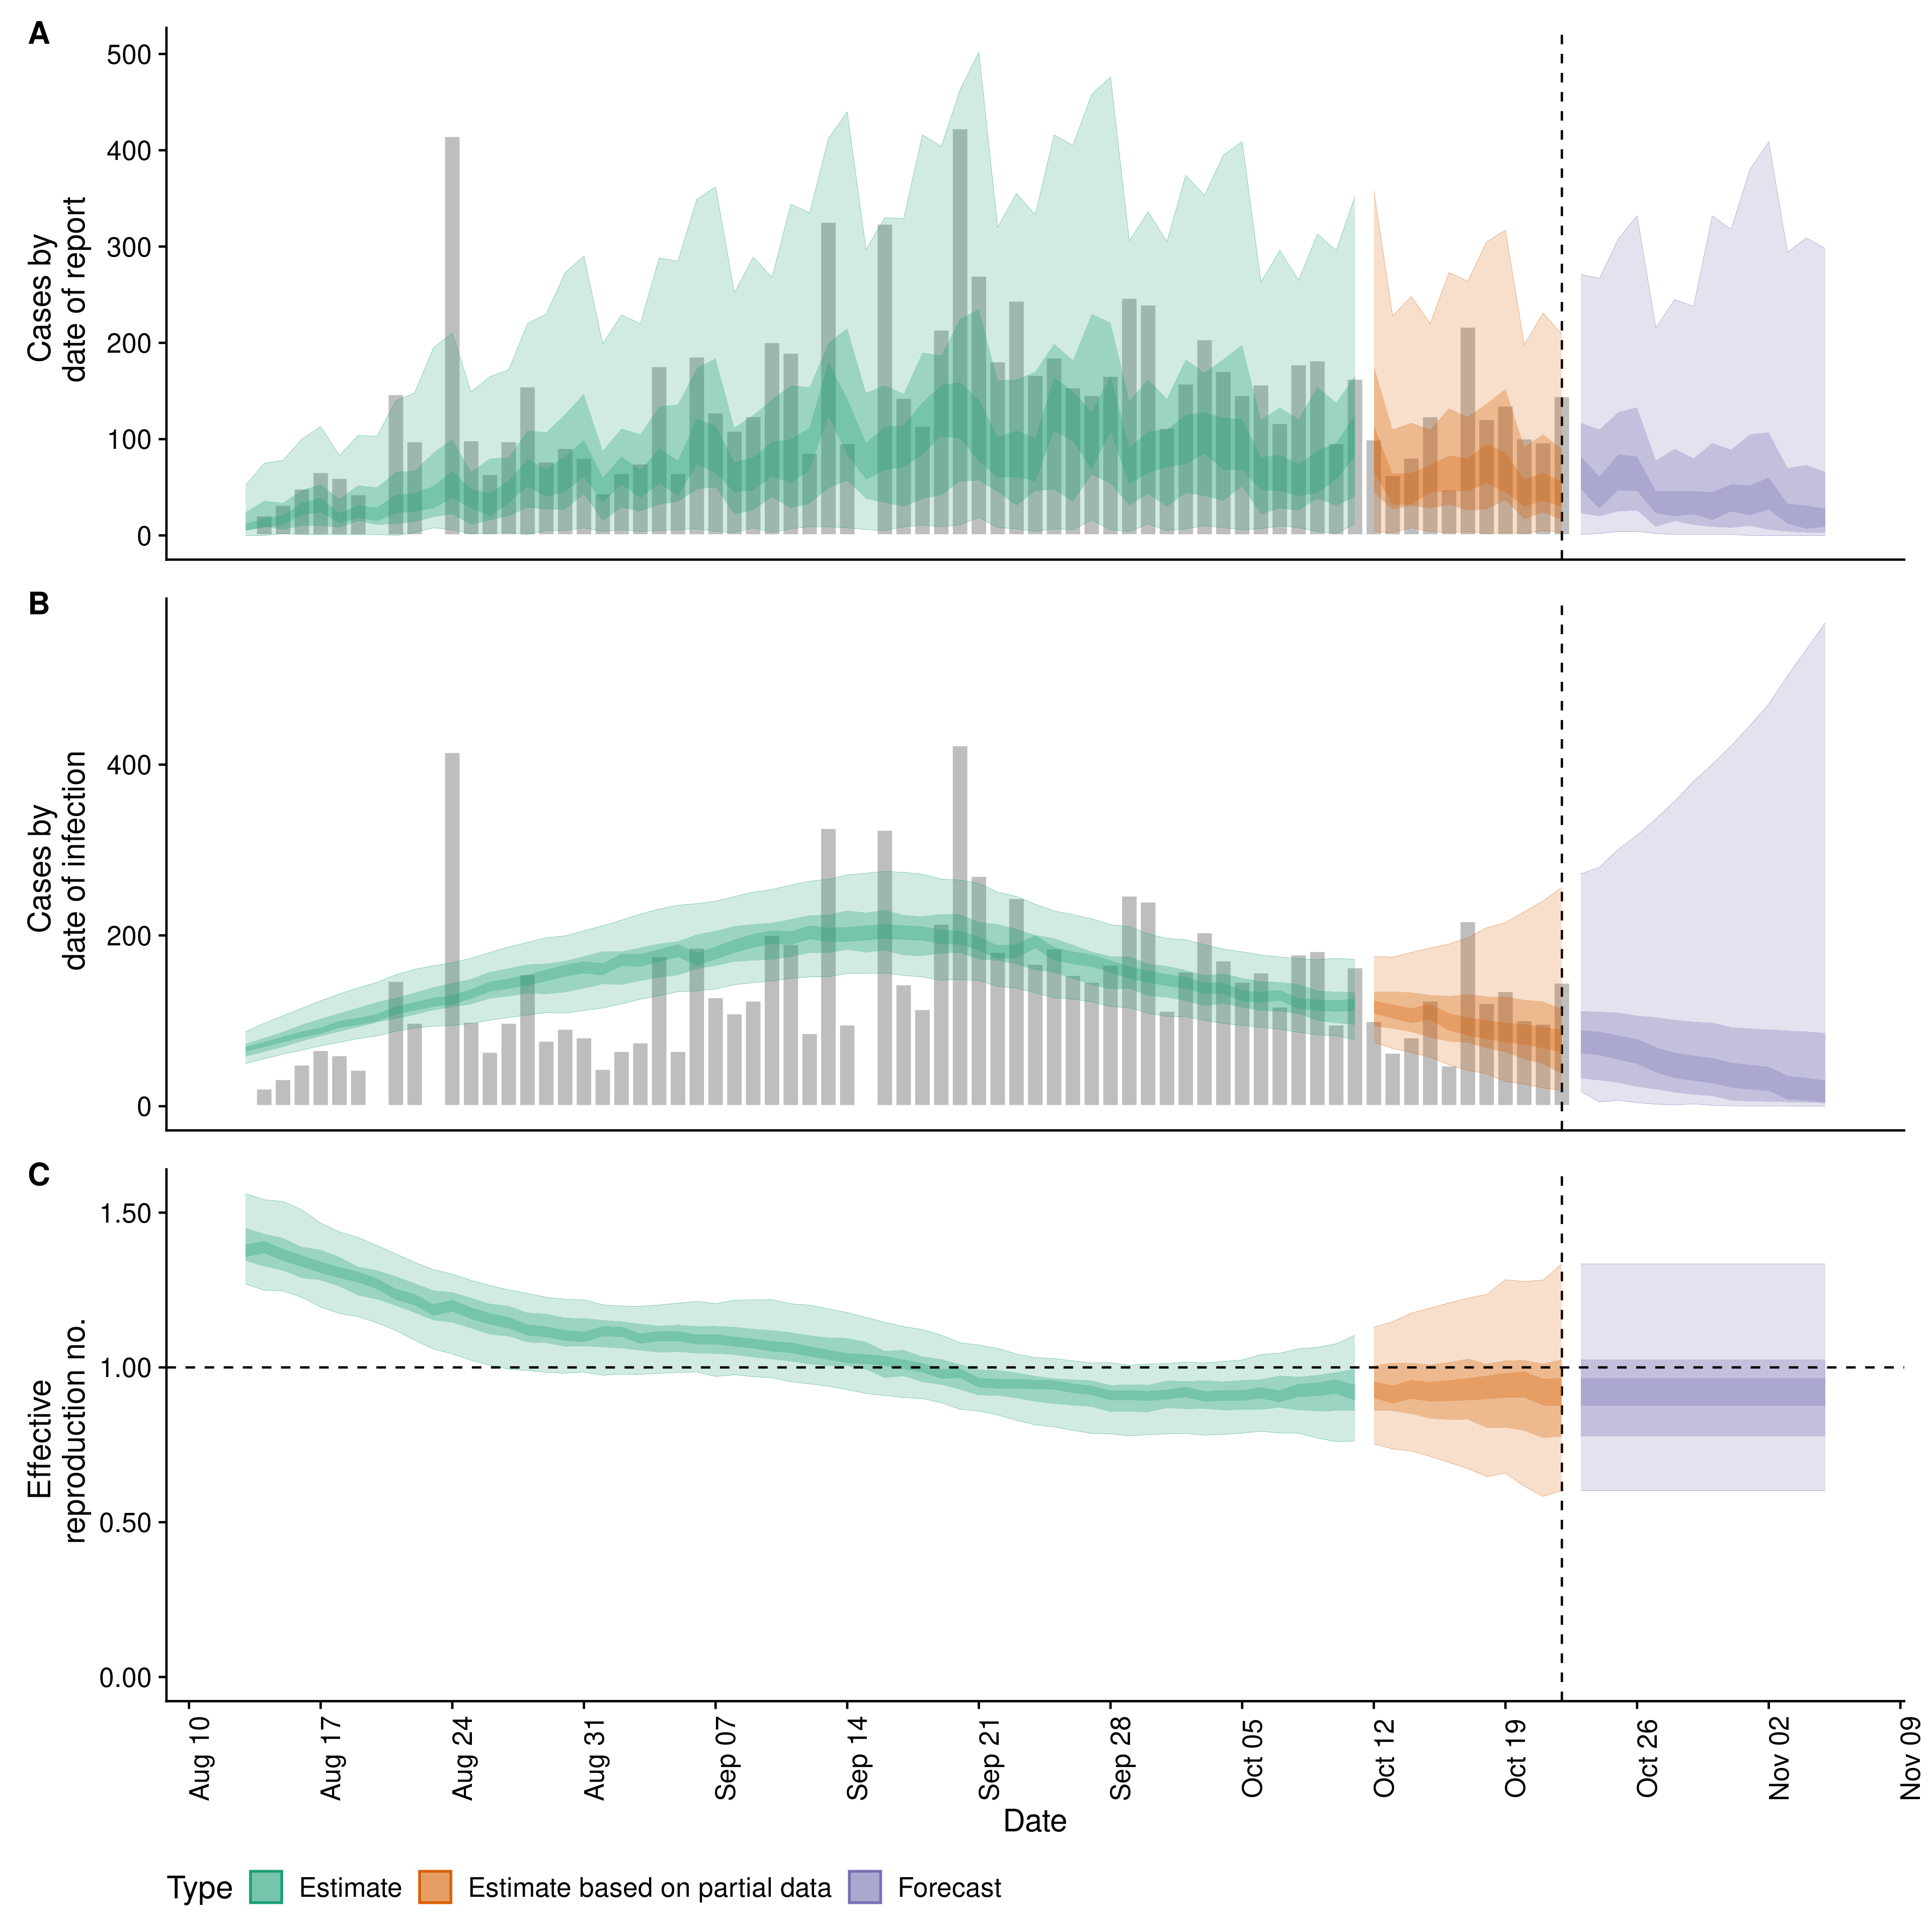 A
500
400
300
200
100
0
Cases by
date of report
B
400
200
0
Cases by
date of infection
C
1.50
1.00
0.50
0.00
Effective
reproduction no.
Aug 10
Aug 17
Aug 24
Aug 31
Sep 07
Sep 14
Sep 21
Sep 28
Oct 05
Oct 12
Oct 19
Oct 26
Nov 02
Nov 09
Date
Type Estimate Estimate based on partial data Forecast